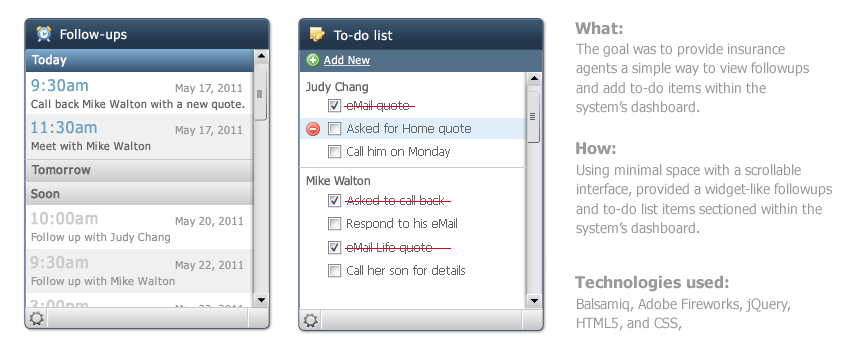 Follow-ups
Today
9:30am May 17, 2011
Call back Mike Walton with a new quote.
11:30am May 17, 2011
Meet with Mike Walton
Tomorrow
Soon
10:00am May 20, 2011
Follow up with Judy Chang
9:30am May 22, 2011
Follow up with Mike Walton
3:00pm May 22, 2011
To-do list
Add New
Judy Chang
eMail quote
Asked for Home quote
Call him on Monday
Mike Walton
Asked to call back
Respond to his eMail
eMail Life quote
Call her son for details
What:
The goal was to provide insurance
agents a simple way to view followups
and add to-do items within the
system's dashboard.
How:
Using minimal space with a scrollable
interface, provided a widget-like followups
and to-do list items sectioned within the
system's dashboard.
Technologies used:
Balsamiq, Adobe Fireworks, jQuery,
HTML5, and CSS,